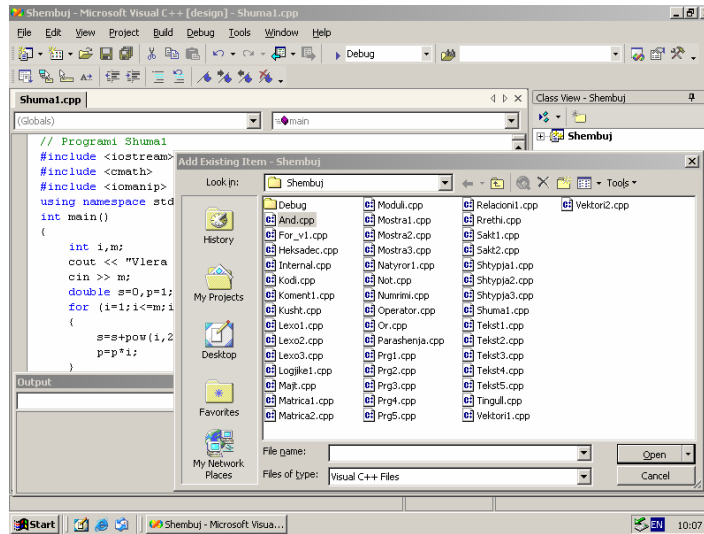 Shembuj - Microsoft Visual C++ [design] - Shuma1.cpp
File Edit View Project Build Debug Tools Window Help
Debug
Shuma1.cpp
Class View - Shembuj
(Globals)
main
Shembuj
// Programi Shuma1
#include <iostream>
#include <cmath>
#include <iomanip>
using namespace std
int main()
{
int i,m;
cout << "Vlera
cin >> m;
double s=0,p=1;
for (i=1;i<=m;i
{
s=s+pow(i,2
p=p*i;
}
Output
Add Existing Item - Shembuj
Look in: Shembuj
Tools
History
My Projects
Desktop
Favorites
My Network
Places
Debug
And.cpp
For_v1.cpp
Heksadec.cpp
Internal.cpp
Kodi.cpp
Koment1.cpp
Kusht.cpp
Lexo1.cpp
Lexo2.cpp
Lexo3.cpp
Logjike1.cpp
Majt.cpp
Matrica1.cpp
Matrica2.cpp
Moduli.cpp
Mostra1.cpp
Mostra2.cpp
Mostra3.cpp
Natyror1.cpp
Not.cpp
Numrimi.cpp
Operator.cpp
Or.cpp
Parashenja.cpp
Prg1.cpp
Prg2.cpp
Prg3.cpp
Prg4.cpp
Prg5.cpp
Relacioni1.cpp
Rrethi.cpp
Sakt1.cpp
Sakt2.cpp
Shtypja1.cpp
Shtypja2.cpp
Shtypja3.cpp
Shuma1.cpp
Tekst1.cpp
Tekst2.cpp
Tekst3.cpp
Tekst4.cpp
Tekst5.cpp
Tingull.cpp
Vektori1.cpp
Vektori2.cpp
File name:
Open
Files of type: Visual C++ Files
Cancel
Start
Shembuj - Microsoft Visua...
EN
10:07